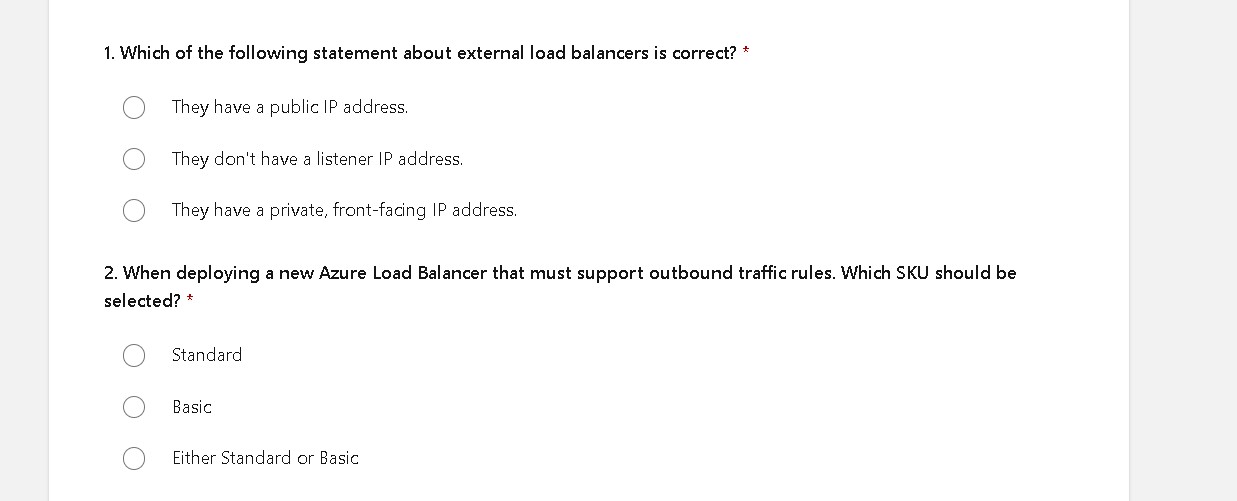 1. Which of the following statement about external load balancers is correct? *
They have a public IP address.
They don't have a listener IP address.
They have a private, front-facing IP address.
2. When deploying a new Azure Load Balancer that must support outbound traffic rules. Which SKU should be
selected? *
Standard
Basic
Either Standard or Basic